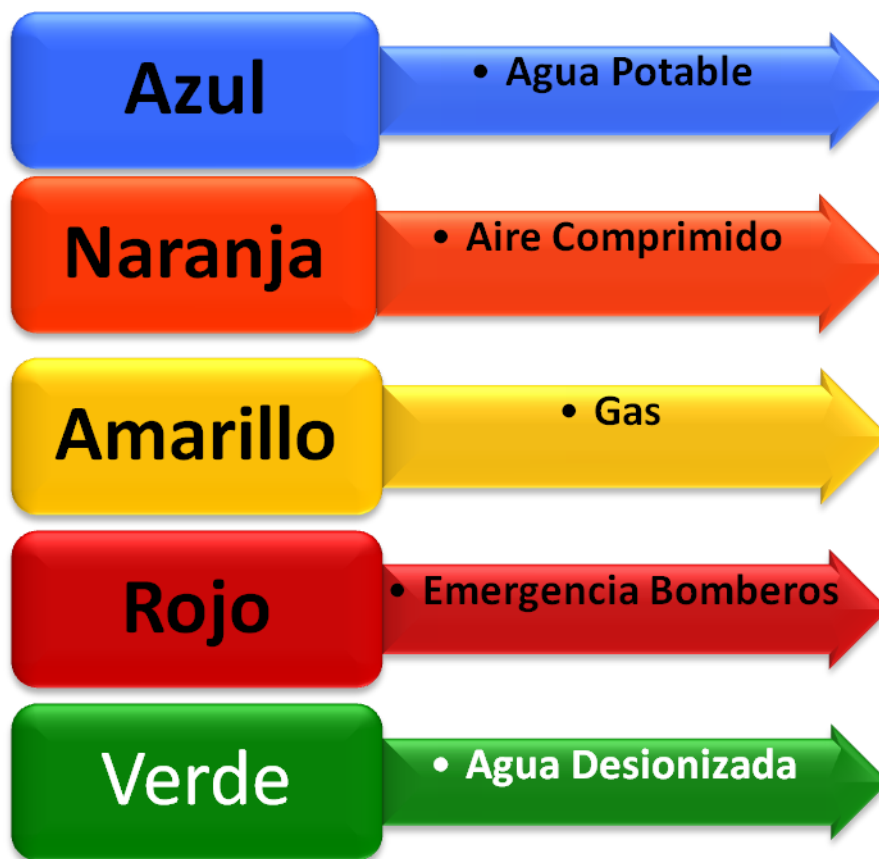 Azul
• Agua Potable
Naranja
• Aire Comprimido
Amarillo
• Gas
Rojo
• Emergencia Bomberos
Verde
• Agua Desionizada